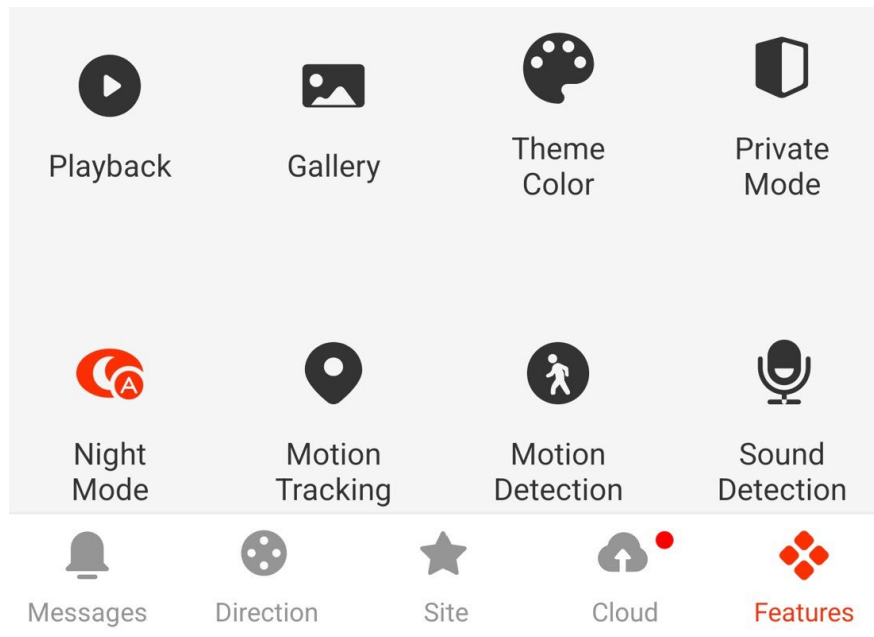 Playback
Gallery
Theme
Color
Private
Mode
A
Night
Mode
Motion
Tracking
Motion
Detection
Sound
Detection
Messages
Direction
Site
Cloud
Features